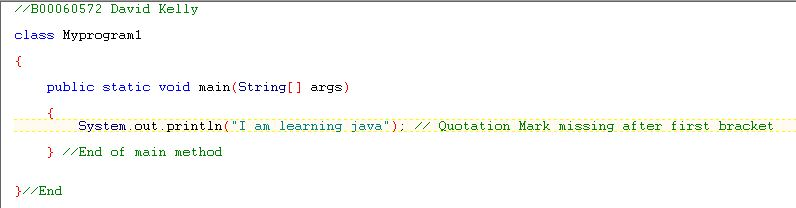 //B00060572 David Kelly
class Myprogram1
{
public static void main(String[] args)
{
System.out.println("I am learning java"); // Quotation Mark missing after first bracket
} //End of main method
}//End